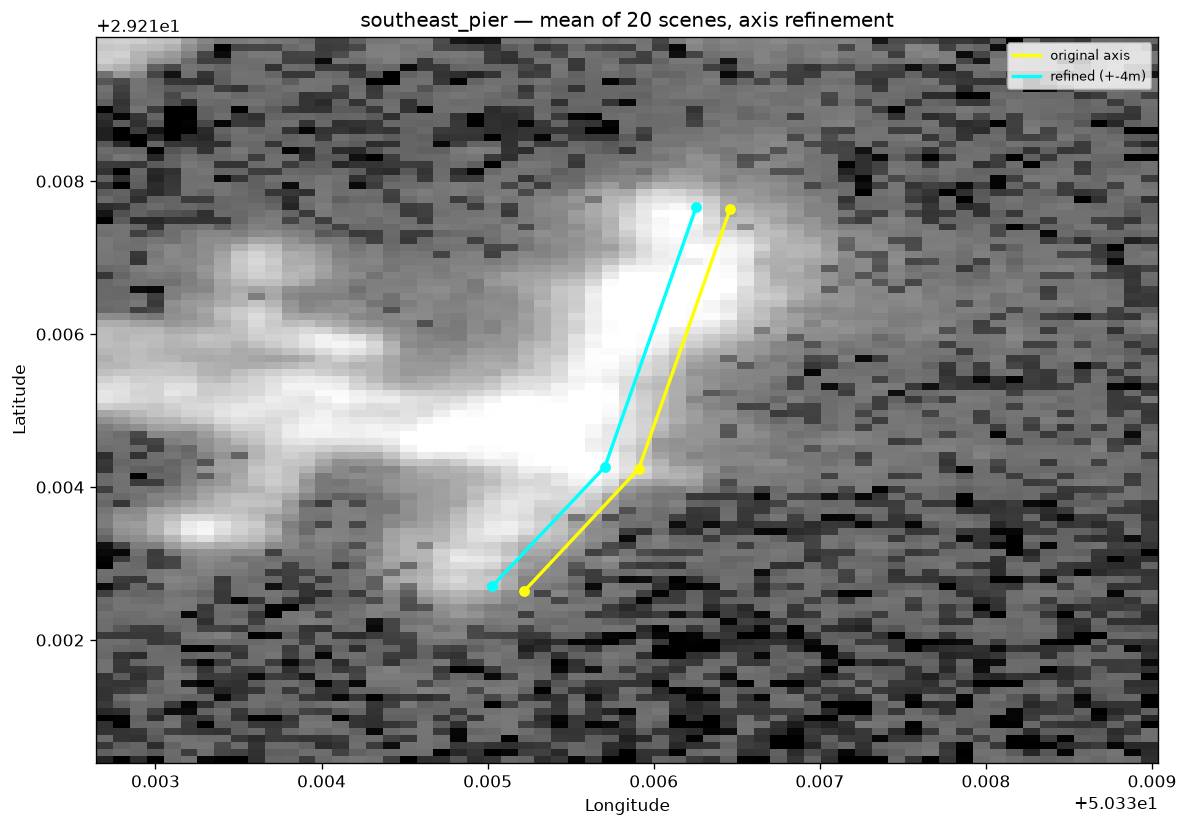 southeast_pier — mean of 20 scenes, axis refinement
+2.921e1
original axis
refined (+-4m)
0.008
0.006
0.004
0.002
Latitude
0.003
0.004
0.005
0.006
0.007
0.008
0.009
Longitude
+5.033e1